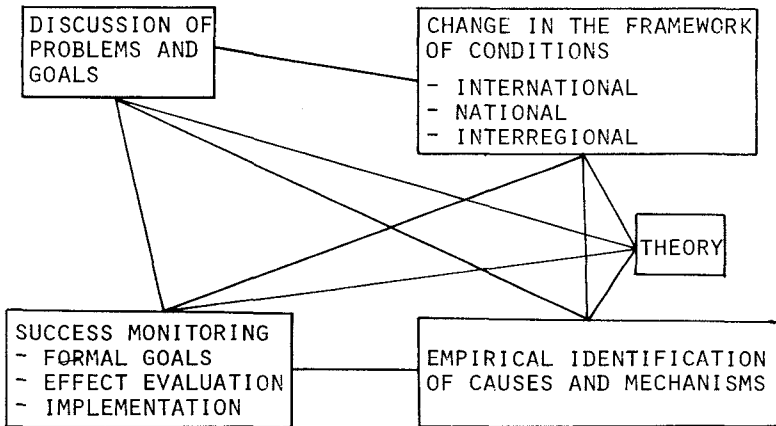 DISCUSSION OF
PROBLEMS AND
GOALS
CHANGE IN THE FRAMEWORK
OF CONDITIONS
- INTERNATIONAL
- NATIONAL
- INTERREGIONAL
THEORY
SUCCESS MONITORING
- FORMAL GOALS
- EFFECT EVALUATION
- IMPLEMENTATION
EMPIRICAL IDENTIFICATION
OF CAUSES AND MECHANISMS